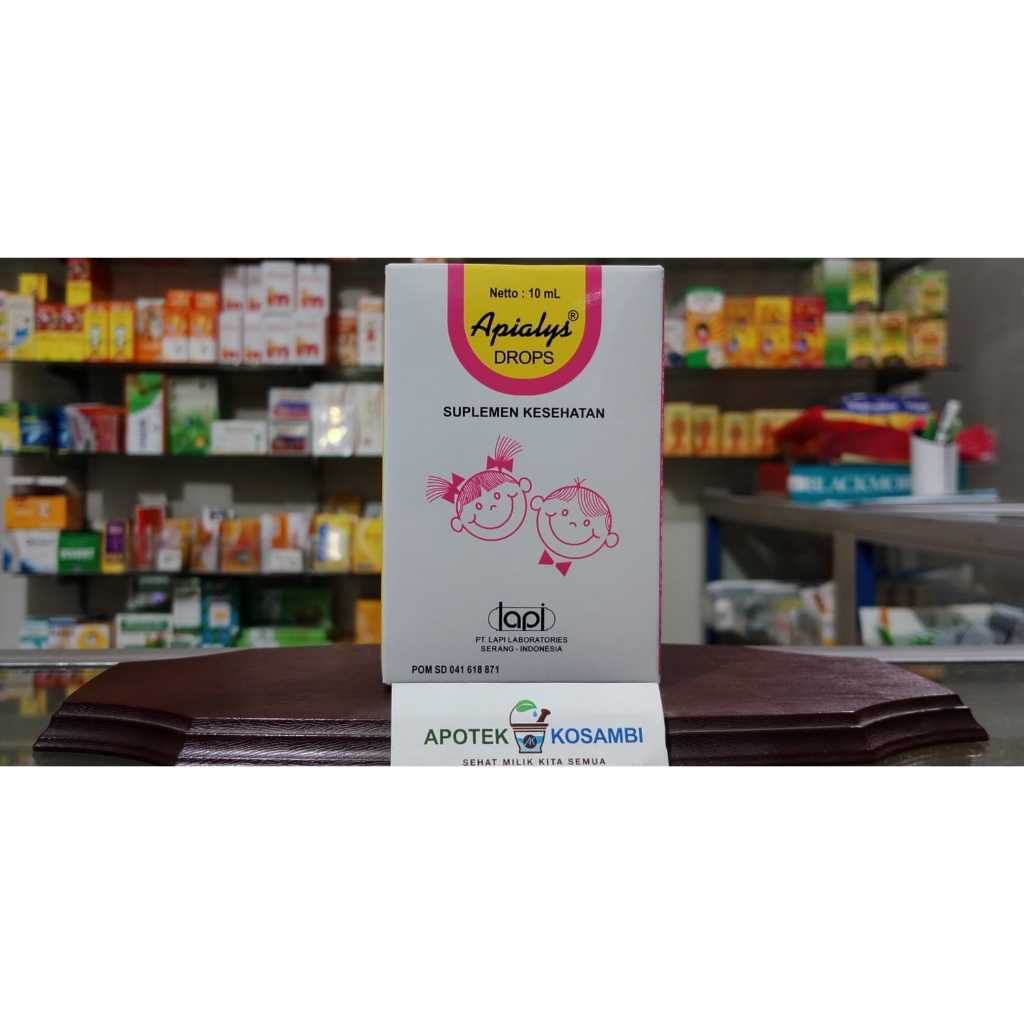 Netto : 10 mL
Apialys®
DROPS
SUPLEMEN KESEHATAN
lapi
PT. LAPI LABORATORIES
SERANG - INDONESIA
POM SD 041 618 871
APOTEK KOSAMBI
SEHAT MILIK KITA SEMUA
BLACKMO